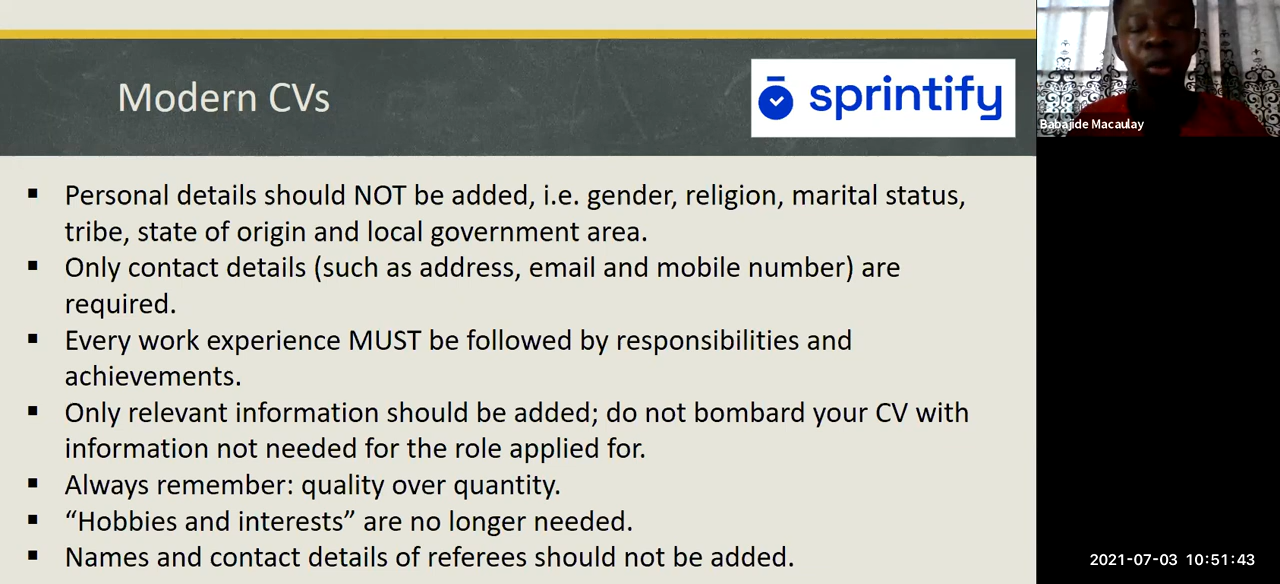 Modern CVs
sprintify
Babajide Macaulay
▪ Personal details should NOT be added, i.e. gender, religion, marital status,
tribe, state of origin and local government area.
▪ Only contact details (such as address, email and mobile number) are
required.
▪ Every work experience MUST be followed by responsibilities and
achievements.
▪ Only relevant information should be added; do not bombard your CV with
information not needed for the role applied for.
▪ Always remember: quality over quantity.
▪ “Hobbies and interests” are no longer needed.
▪ Names and contact details of referees should not be added.
2021-07-03 10:51:43